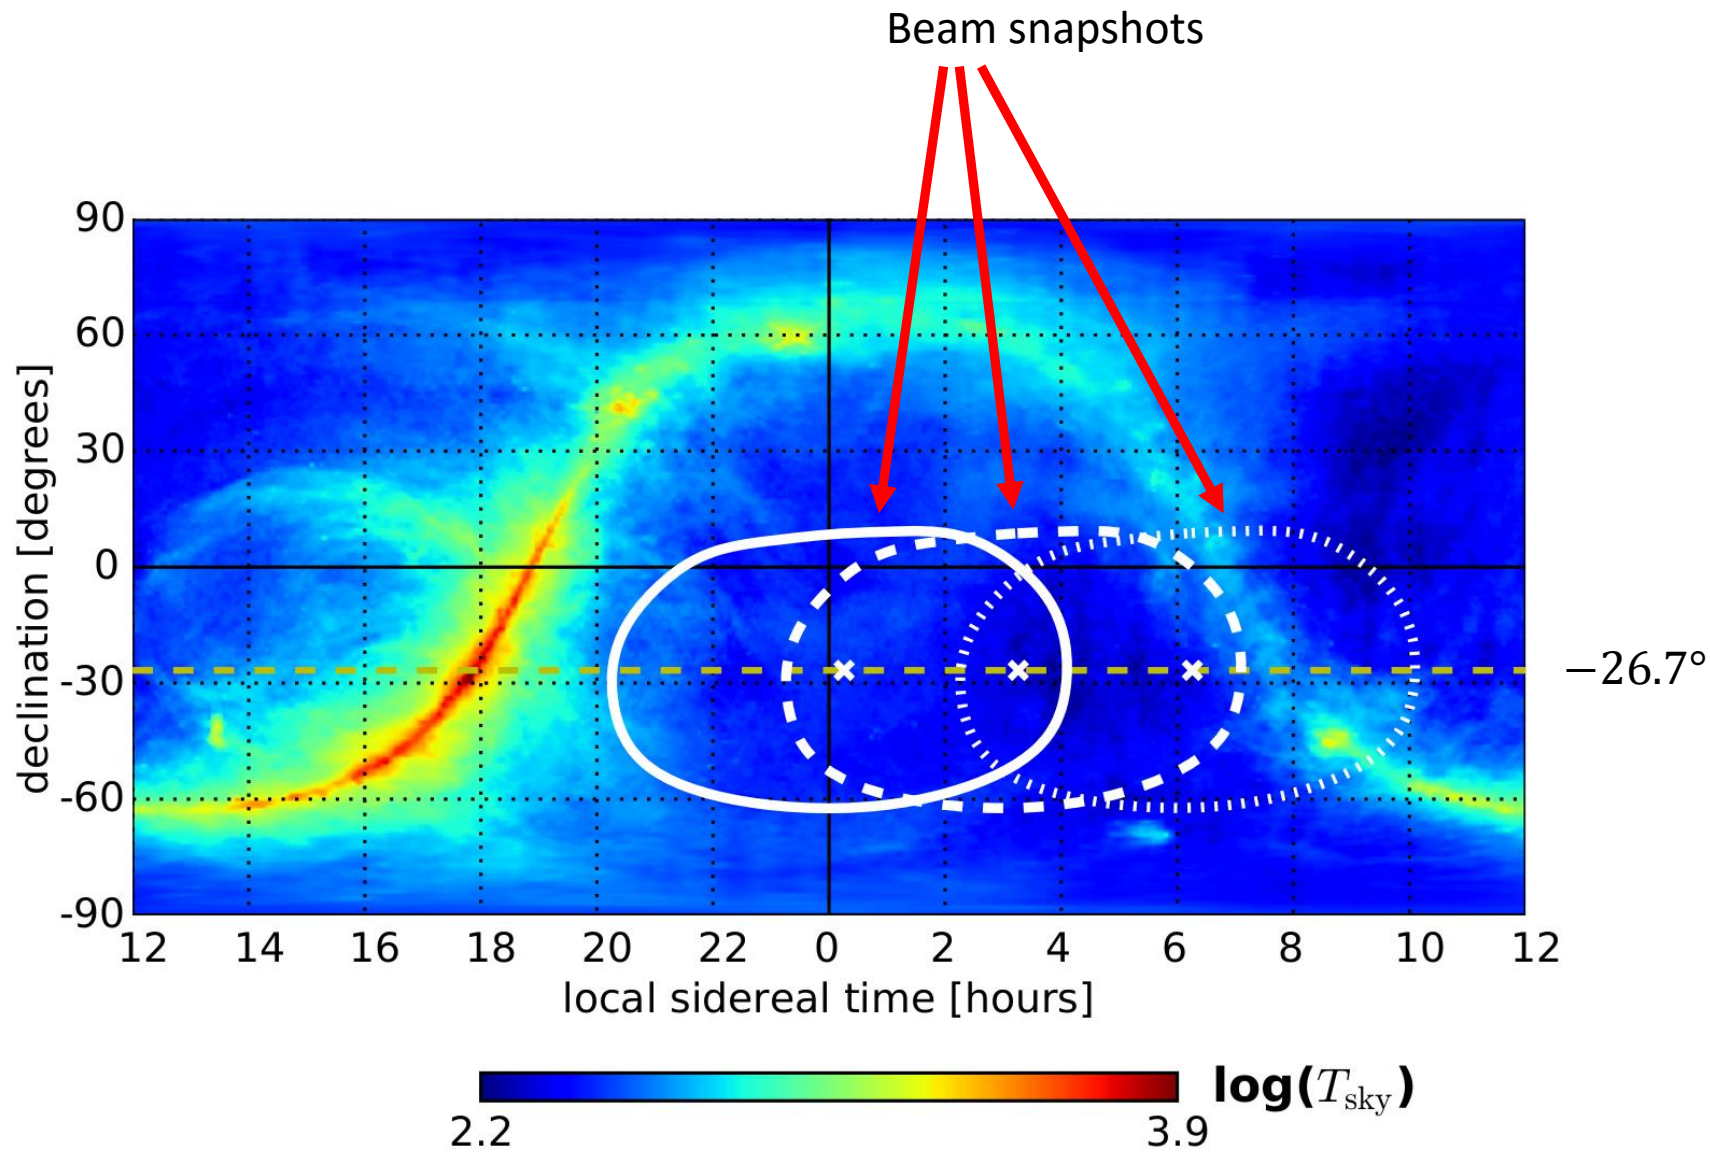 Beam snapshots
90
60
30
0
-30
-60
-90
declination [degrees]
−26.7°
12 14 16 18 20 22 0 2 4 6 8 10 12
local sidereal time [hours]
log(T_sky)
2.2 3.9